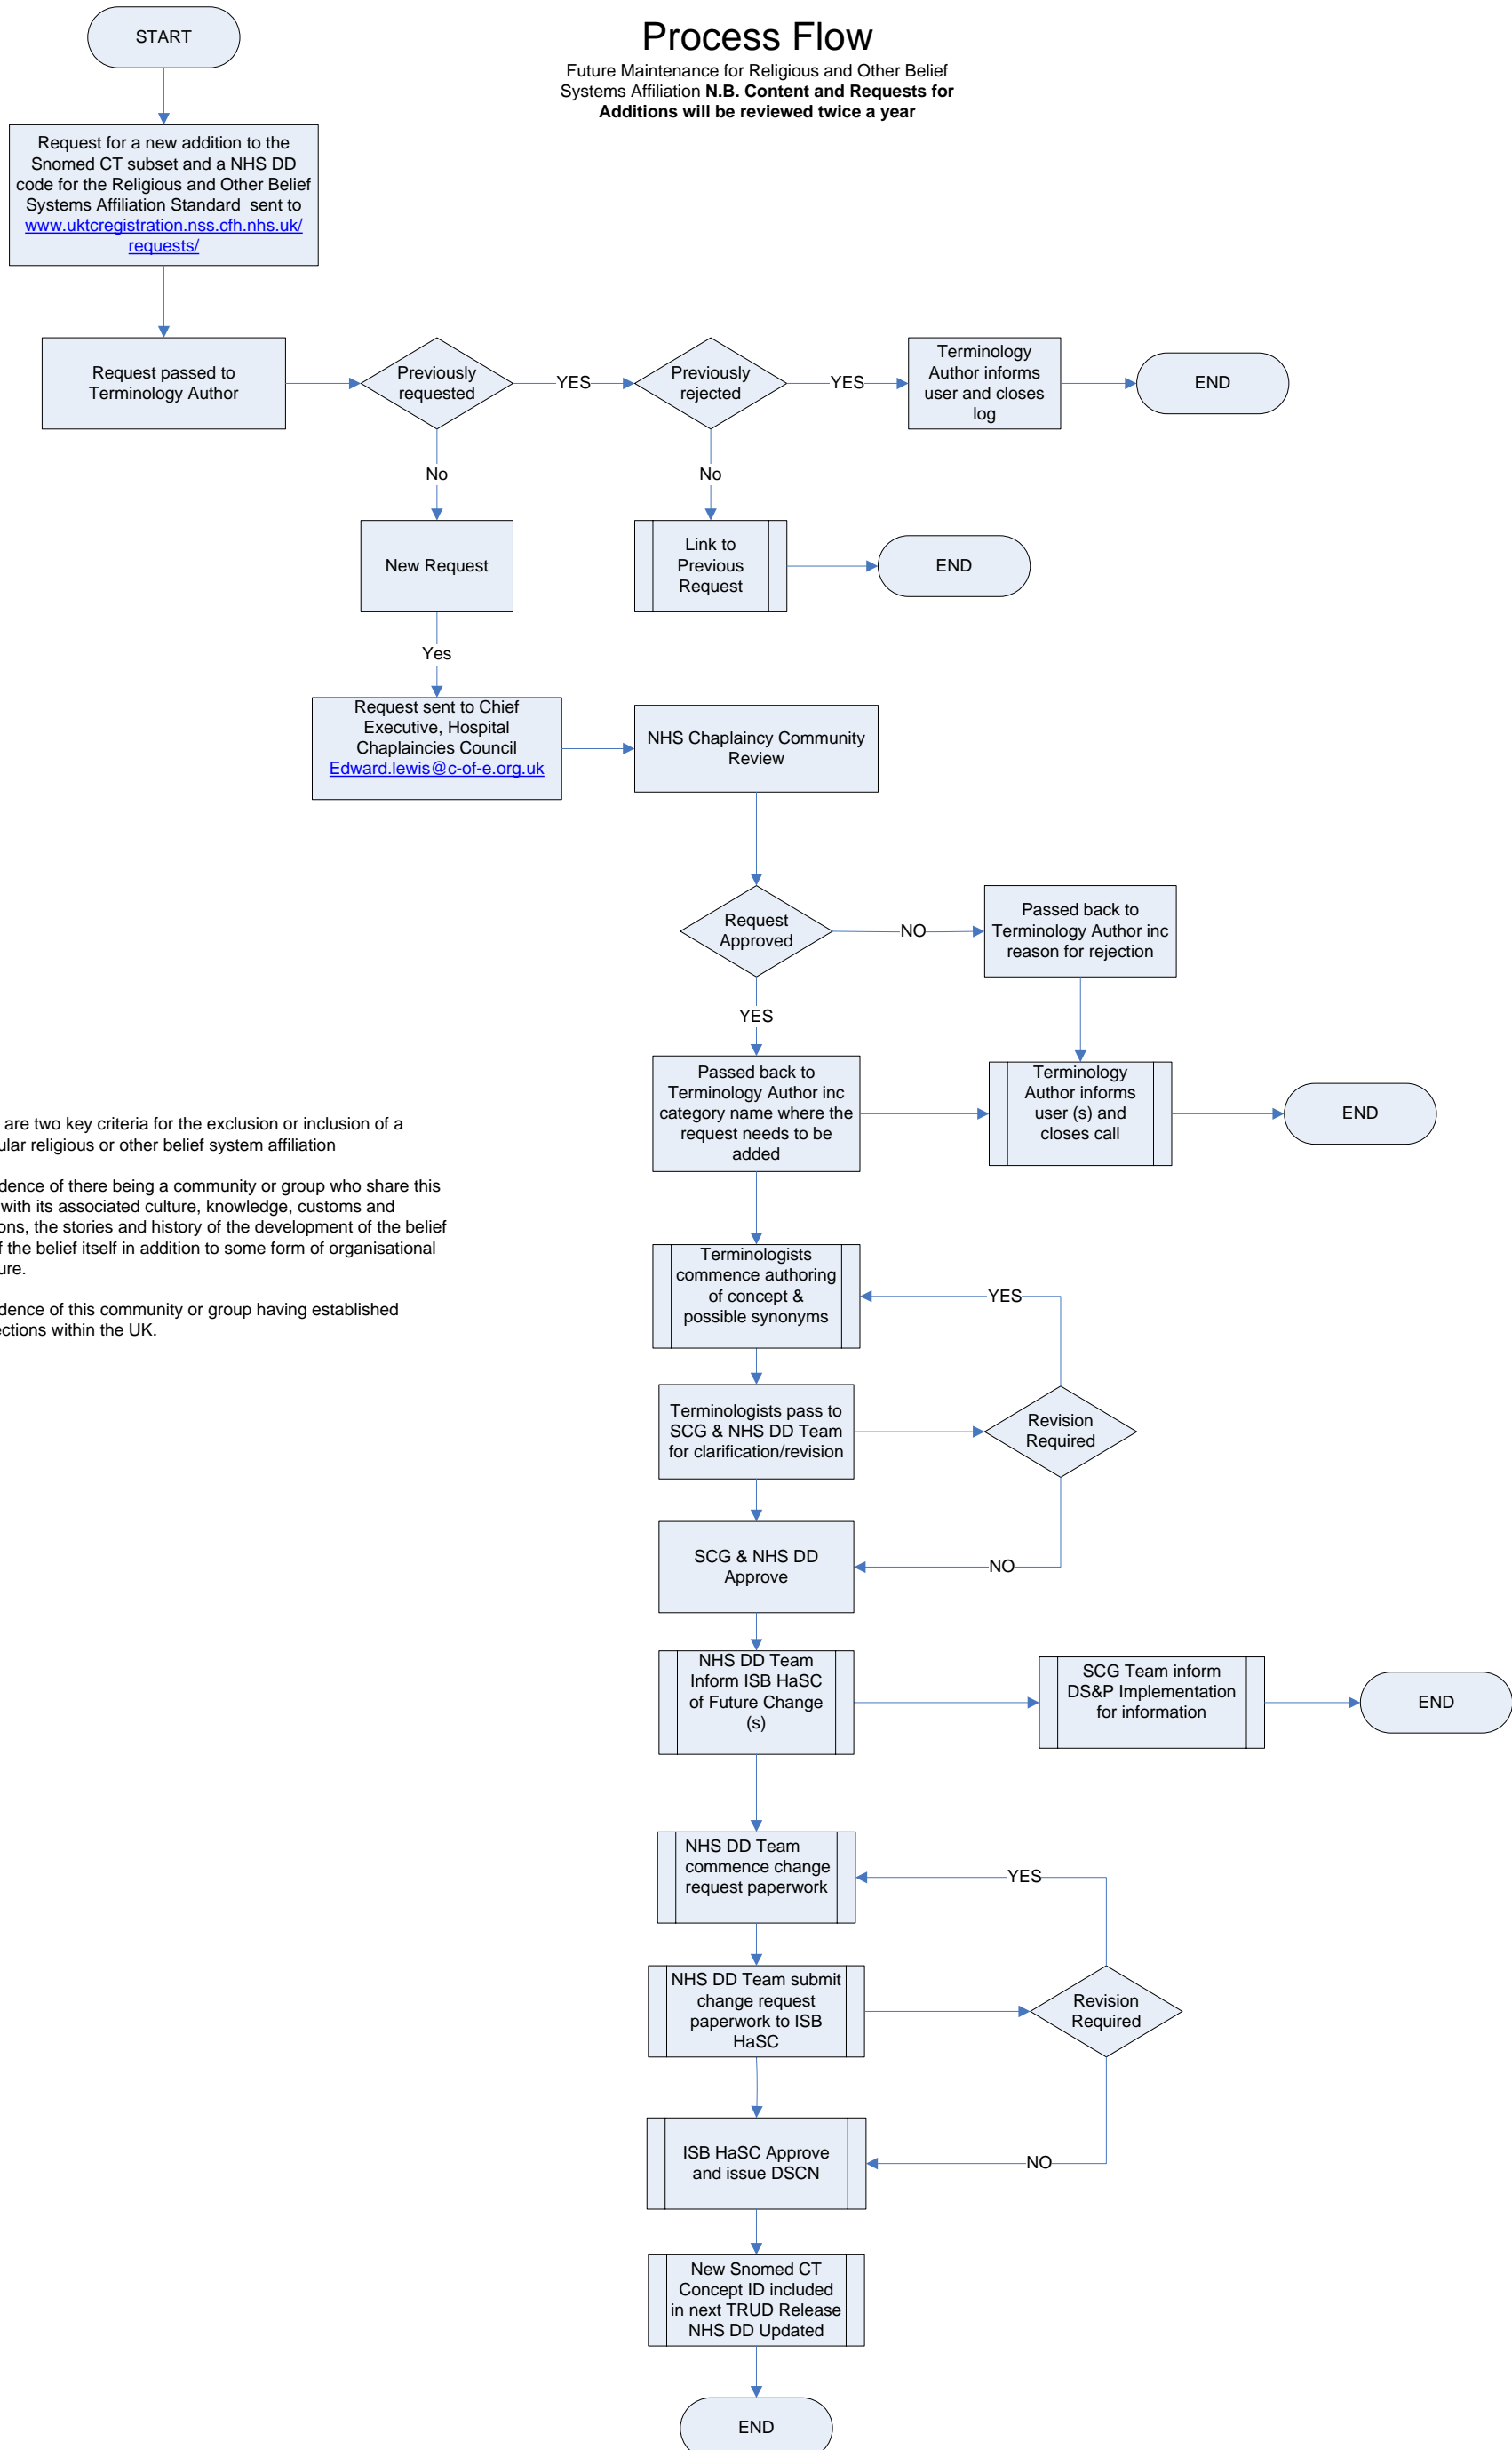 START
Process Flow
Future Maintenance for Religious and Other Belief
Systems Affiliation N.B. Content and Requests for
Additions will be reviewed twice a year
Request for a new addition to the
Snomed CT subset and a NHS DD
code for the Religious and Other Belief
Systems Affiliation Standard sent to
www.uktcregistration.nss.cfh.nhs.uk/
requests/
Request passed to
Terminology Author
Previously
requested
YES
Previously
rejected
YES
Terminology
Author informs
user and closes
log
END
No
No
New Request
Link to
Previous
Request
END
Yes
Request sent to Chief
Executive, Hospital
Chaplaincies Council
Edward.lewis@c-of-e.org.uk
NHS Chaplaincy Community
Review
Request
Approved
NO
Passed back to
Terminology Author inc
reason for rejection
YES
Passed back to
Terminology Author inc
category name where the
request needs to be
added
Terminology
Author informs
user (s) and
closes call
END
are two key criteria for the exclusion or inclusion of a
ular religious or other belief system affiliation
dence of there being a community or group who share this
with its associated culture, knowledge, customs and
ons, the stories and history of the development of the belief
f the belief itself in addition to some form of organisational
ure.
dence of this community or group having established
ections within the UK.
Terminologists
commence authoring
of concept &
possible synonyms
YES
Terminologists pass to
SCG & NHS DD Team
for clarification/revision
Revision
Required
SCG & NHS DD
Approve
NO
NHS DD Team
Inform ISB HaSC
of Future Change
(s)
SCG Team inform
DS&P Implementation
for information
END
NHS DD Team
commence change
request paperwork
YES
NHS DD Team submit
change request
paperwork to ISB
HaSC
Revision
Required
ISB HaSC Approve
and issue DSCN
NO
New Snomed CT
Concept ID included
in next TRUD Release
NHS DD Updated
END